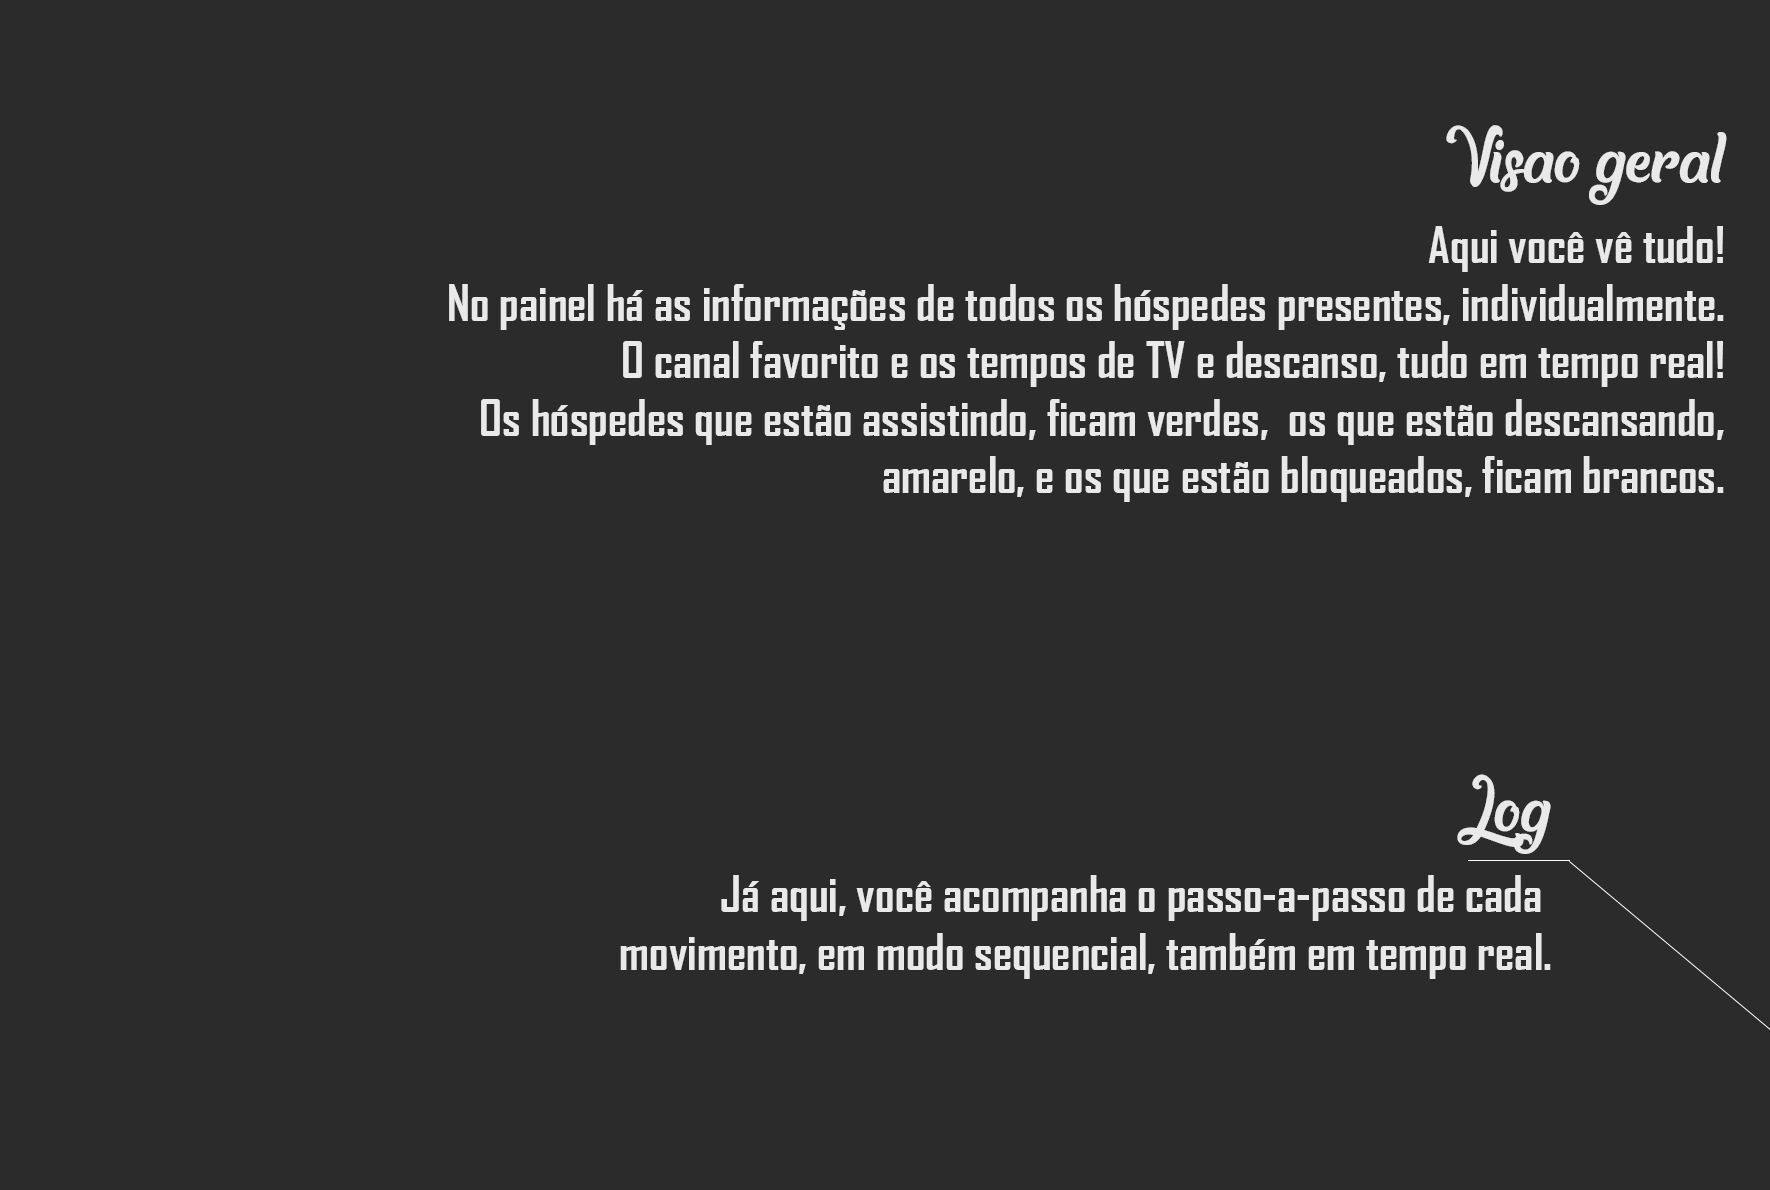 Visao geral
Aqui você vê tudo!
No painel há as informações de todos os hóspedes presentes, individualmente.
O canal favorito e os tempos de TV e descanso, tudo em tempo real!
Os hóspedes que estão assistindo, ficam verdes,  os que estão descansando,
amarelo, e os que estão bloqueados, ficam brancos.
Log
Já aqui, você acompanha o passo-a-passo de cada
movimento, em modo sequencial, também em tempo real.